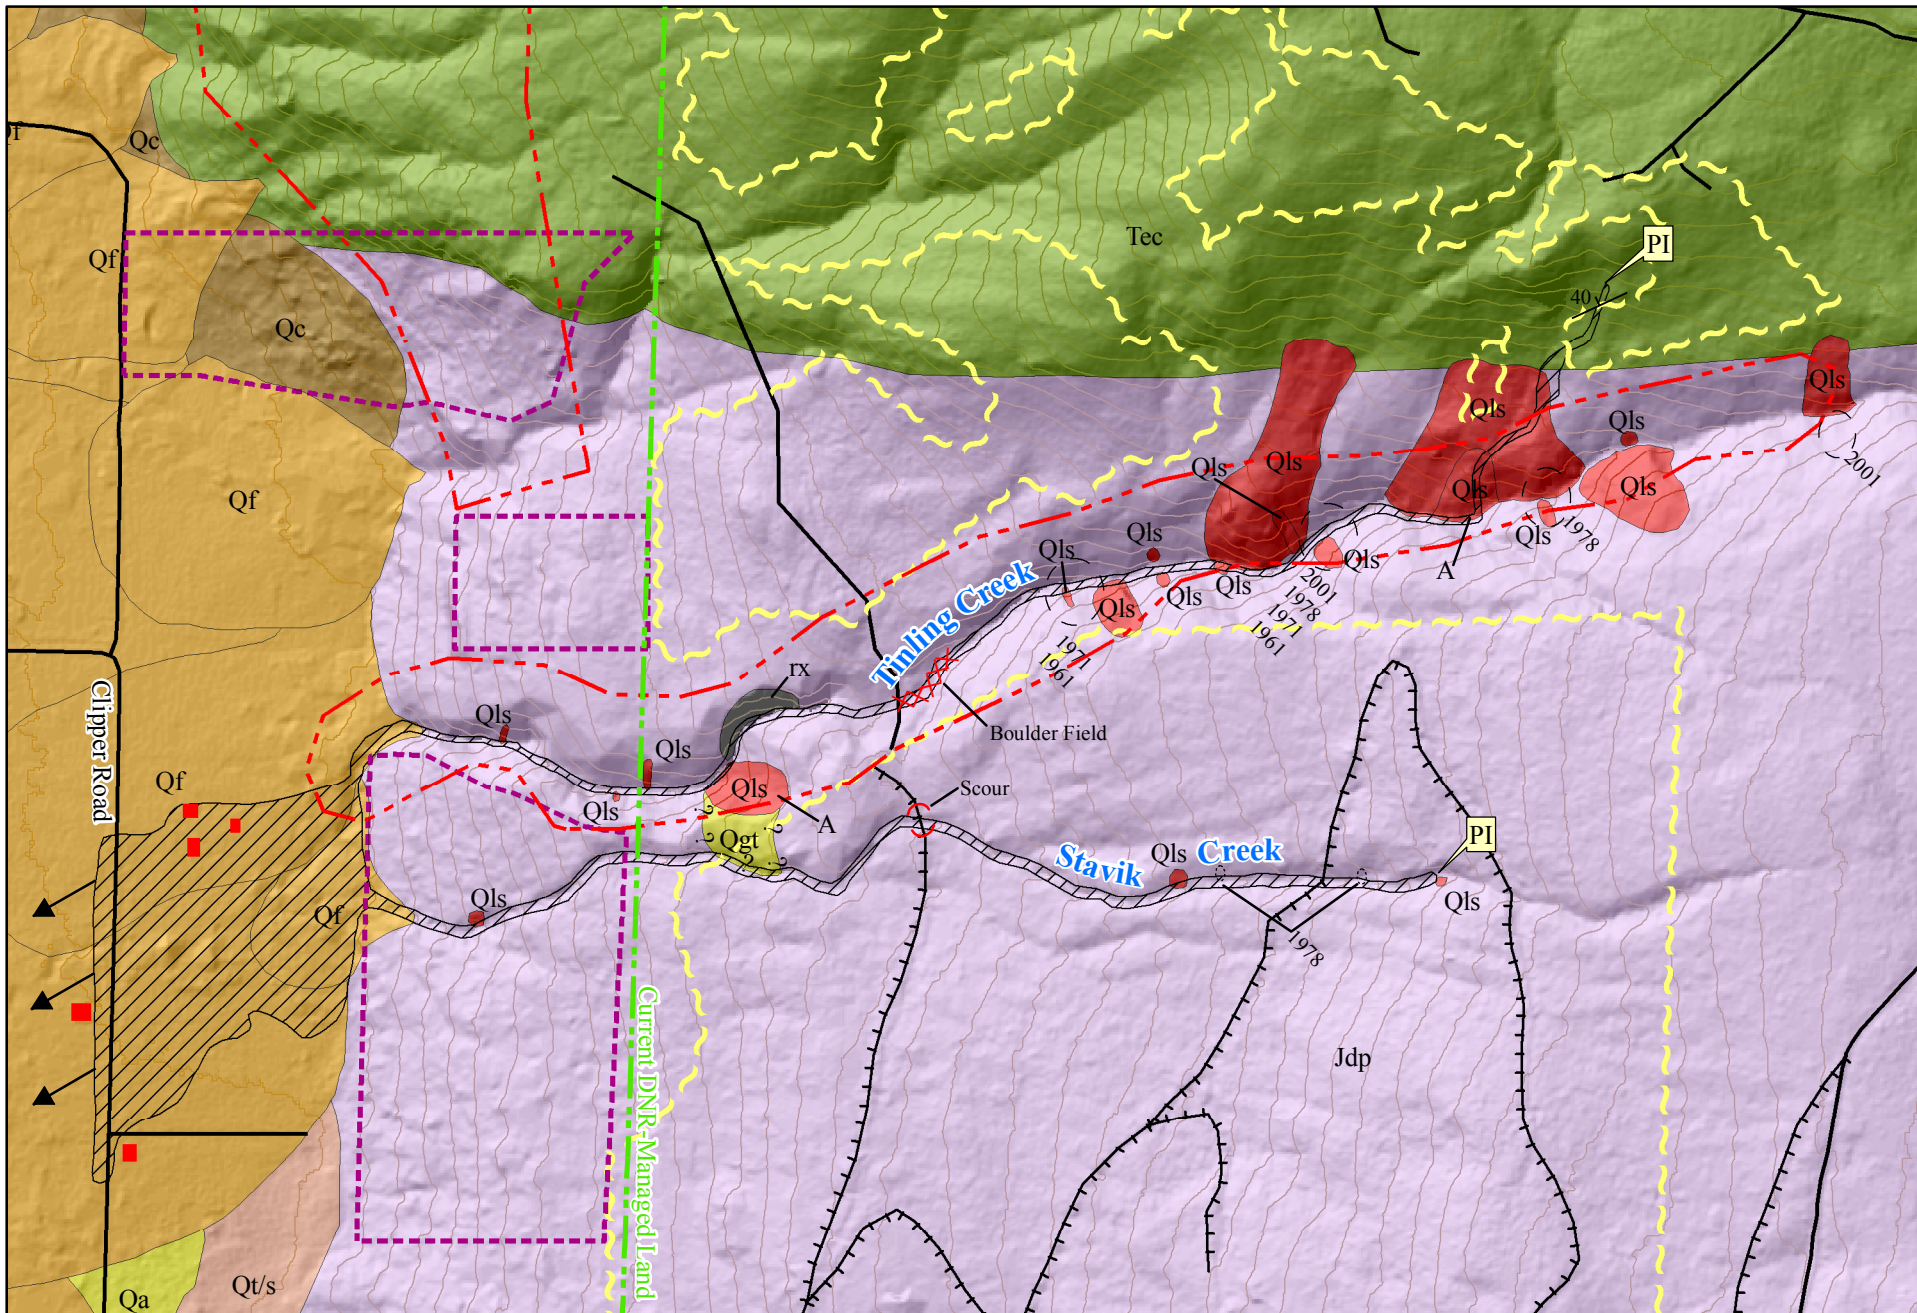 Qf
Qc
Tec
PI
Qf
40
Qc
Qls
Qls
Qls
Qls
Qls
2001
Qf
Qls
Qls
Qls
Qls
Qls
1978
Qls
Qls
A
Tinling Creek
Qls
Qls
Qls
2001
1978
1971
1961
1971
1961
rx
Clipper Road
Qls
Boulder Field
Qls
Qf
Qls
Qls
Scour
A
PI
?
?
Qgt
?
?
?
Stavik Creek
Qls
Qls
Qls
Qf
1978
Current DNR-Managed Land
Jdp
Qt/s
Qa